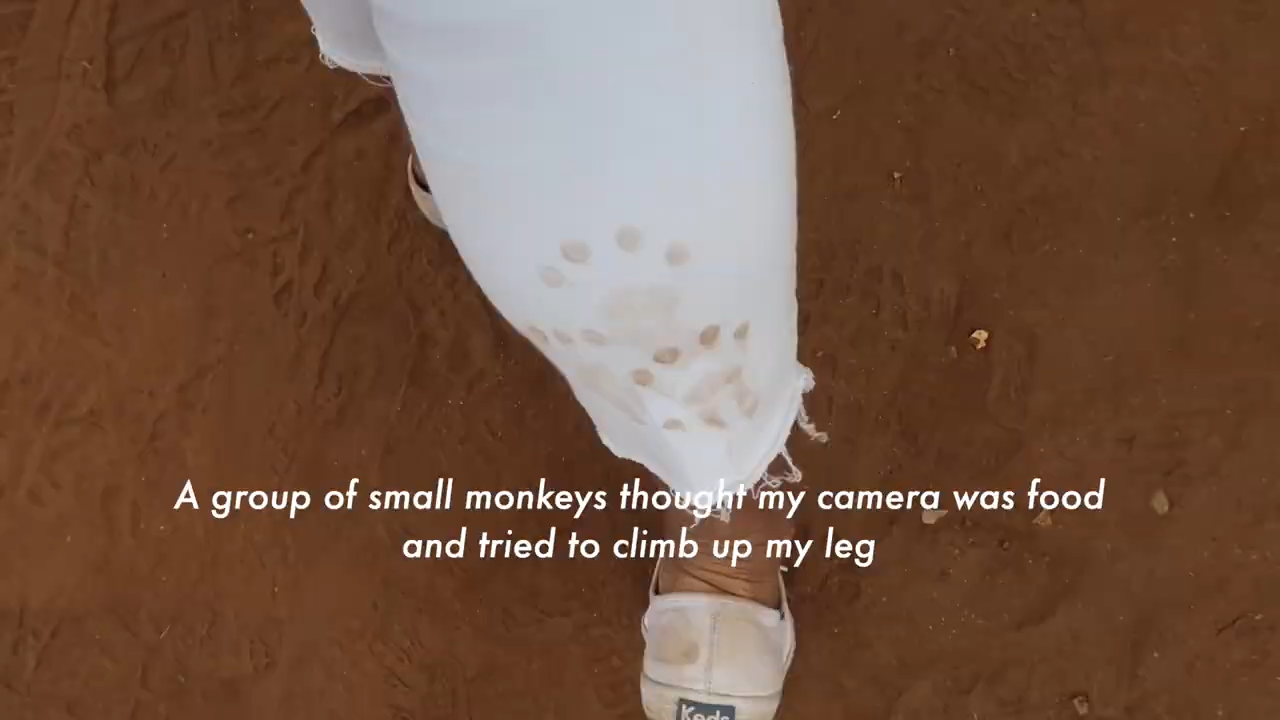 A group of small monkeys thought my camera was food
and tried to climb up my leg
Keds